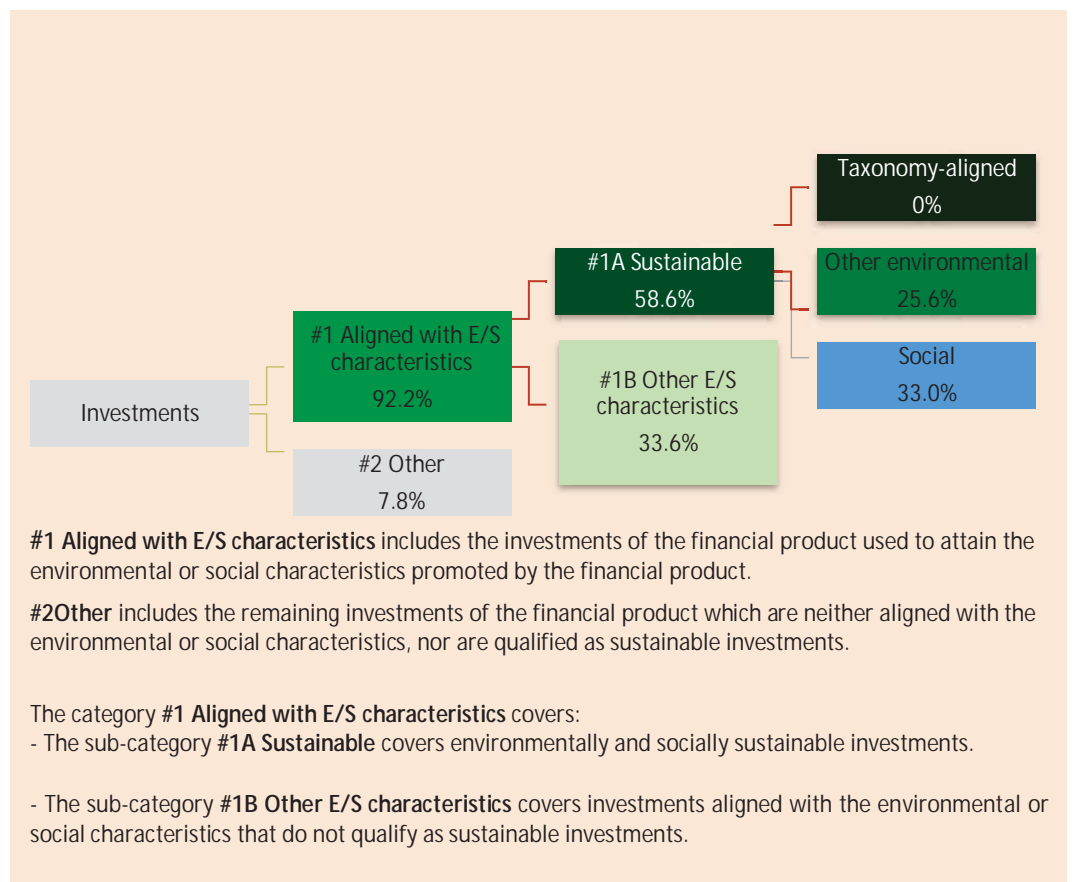 Taxonomy-aligned
0%
#1A Sustainable
58.6%
Other environmental
25.6%
#1 Aligned with E/S
characteristics
92.2%
Social
33.0%
#1B Other E/S
characteristics
33.6%
Investments
#2 Other
7.8%
#1 Aligned with E/S characteristics includes the investments of the financial product used to attain the
environmental or social characteristics promoted by the financial product.
#2Other includes the remaining investments of the financial product which are neither aligned with the
environmental or social characteristics, nor are qualified as sustainable investments.
The category #1 Aligned with E/S characteristics covers:
- The sub-category #1A Sustainable covers environmentally and socially sustainable investments.
- The sub-category #1B Other E/S characteristics covers investments aligned with the environmental or
social characteristics that do not qualify as sustainable investments.